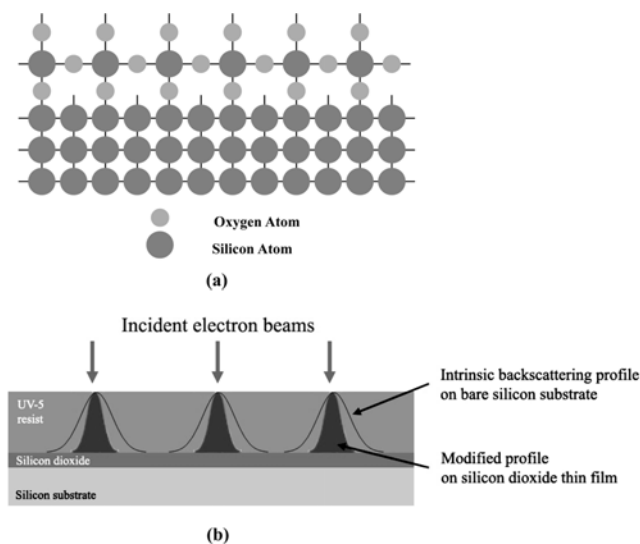 Oxygen Atom
Silicon Atom
(a)
Incident electron beams
UV-5
resist
Intrinsic backscattering profile
on bare silicon substrate
Silicon dioxide
Modified profile
on silicon dioxide thin film
Silicon substrate
(b)